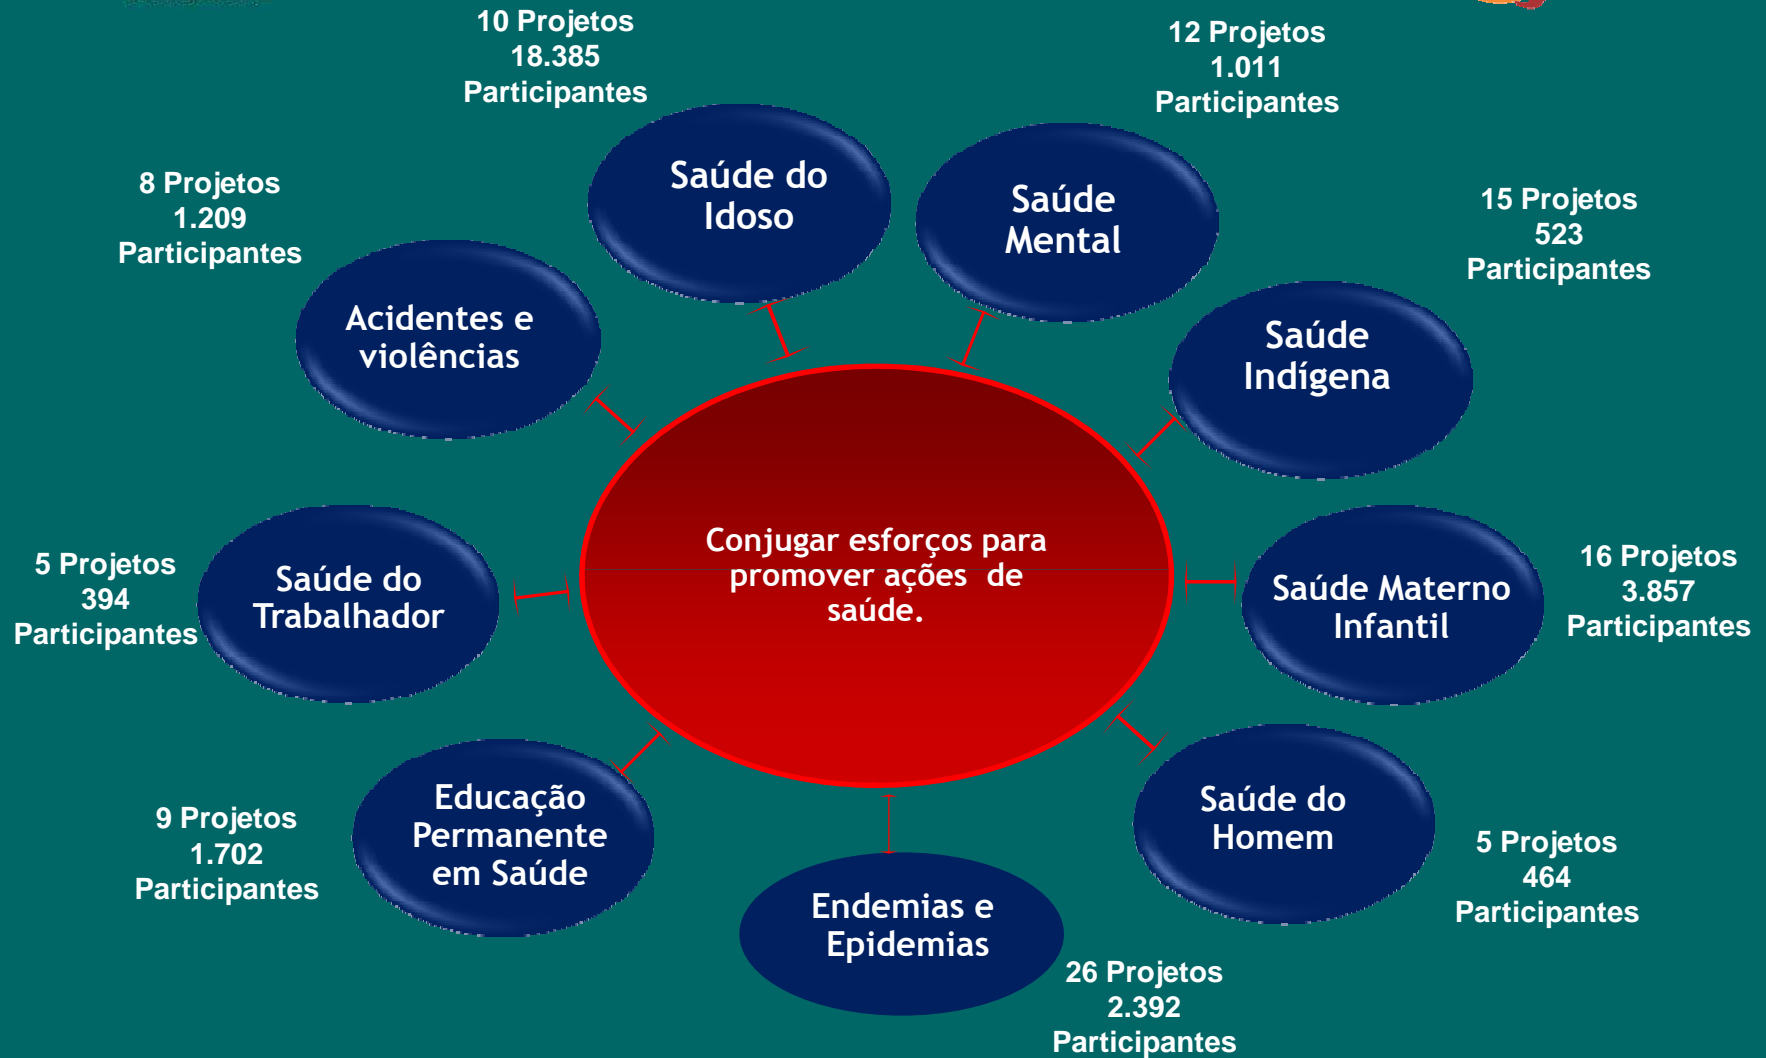 10 Projetos
18.385
Participantes
12 Projetos
1.011
Participantes
Saúde do
Idoso
Saúde
Mental
8 Projetos
1.209
Participantes
15 Projetos
523
Participantes
Acidentes e
violências
Saúde
Indígena
Conjugar esforços para
promover ações de
saúde.
5 Projetos
394
Participantes
Saúde do
Trabalhador
Saúde Materno
Infantil
16 Projetos
3.857
Participantes
9 Projetos
1.702
Participantes
Educação
Permanente
em Saúde
Saúde do
Homem
5 Projetos
464
Participantes
Endemias e
Epidemias
26 Projetos
2.392
Participantes